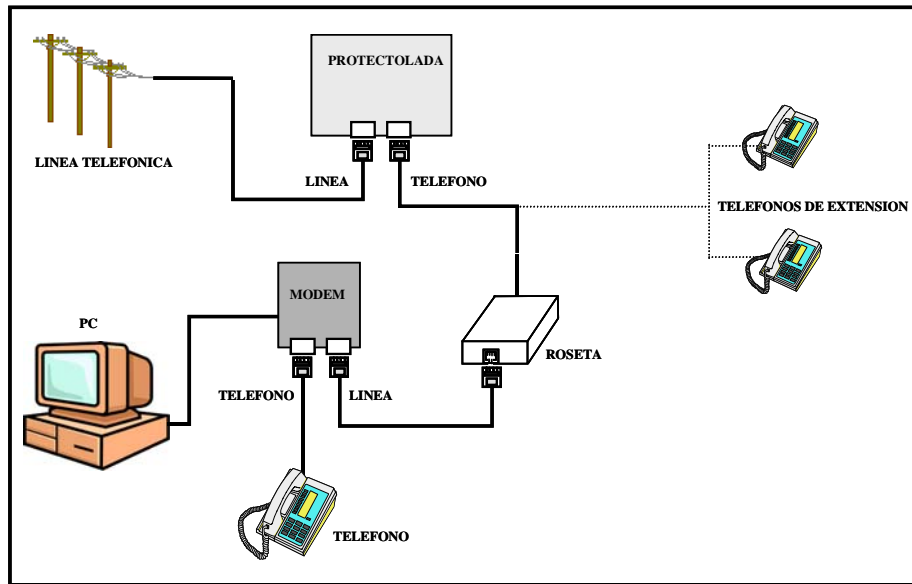 PROTECTOLADA
LINEA TELEFONICA
LINEA
TELEFONO
TELEFONOS DE EXTENSION
MODEM
PC
ROSETA
TELEFONO
LINEA
TELEFONO